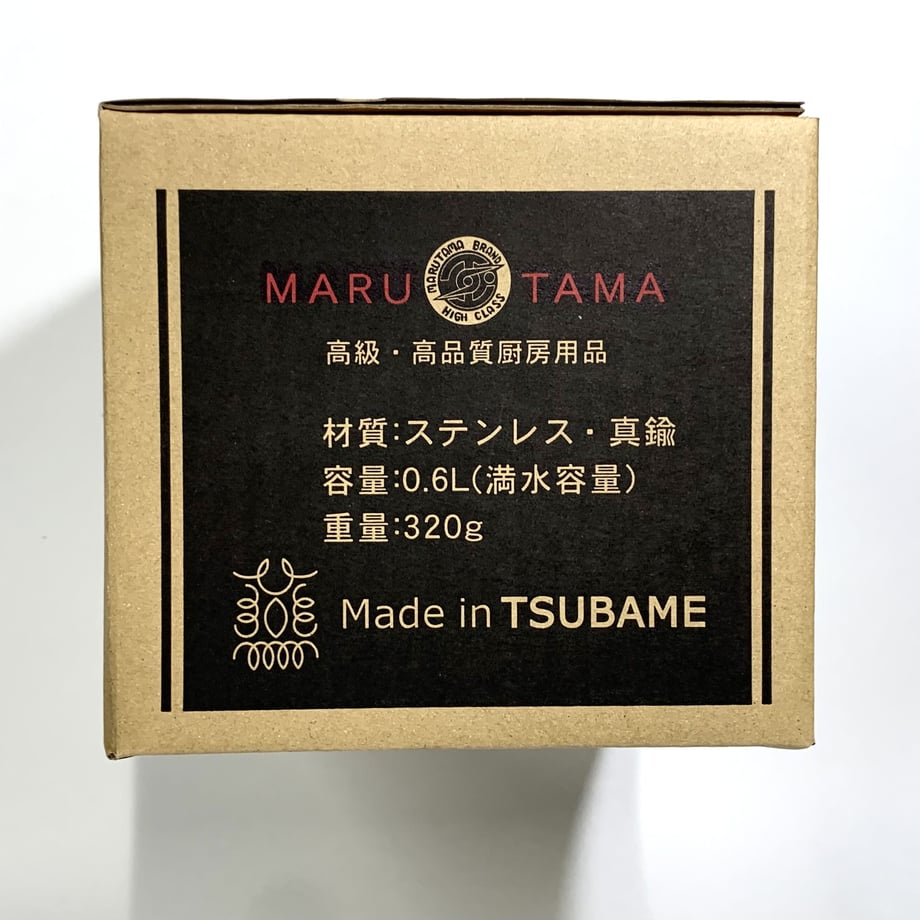 MARU TAMA
MARUTAMA BRAND
HIGH CLASS
高級・高品質厨房用品
材質:ステンレス・真鍮
容量:0.6L(満水容量)
重量:320g
Made in TSUBAME